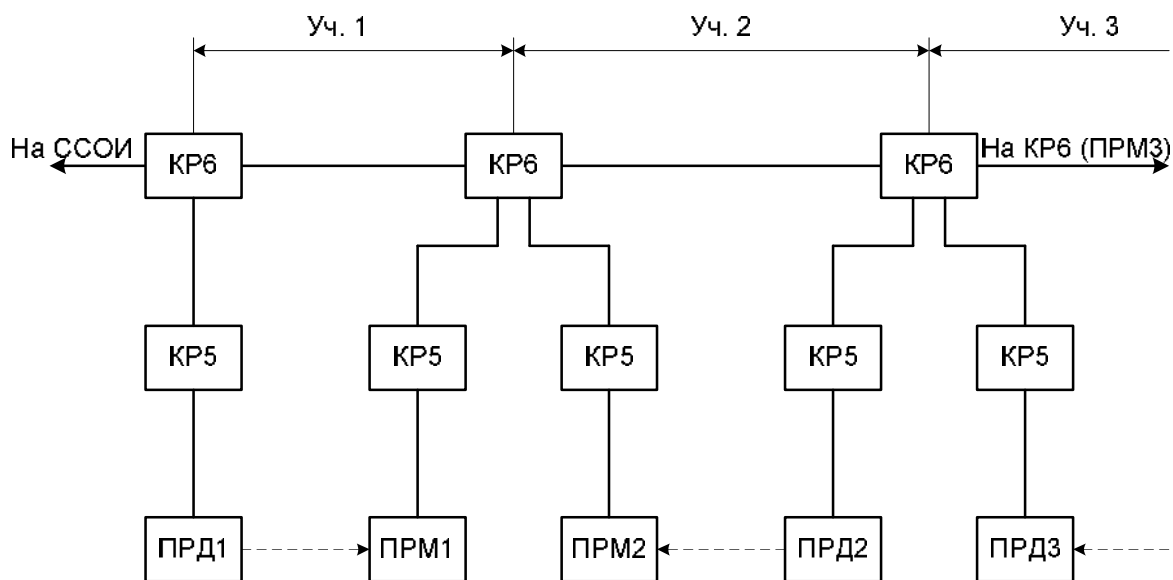 Уч. 1
Уч. 2
Уч. 3
На ССОИ
КР6
КР6
КР6
На КР6 (ПРМ3)
КР5
КР5
КР5
КР5
КР5
ПРД1
ПРМ1
ПРМ2
ПРД2
ПРД3